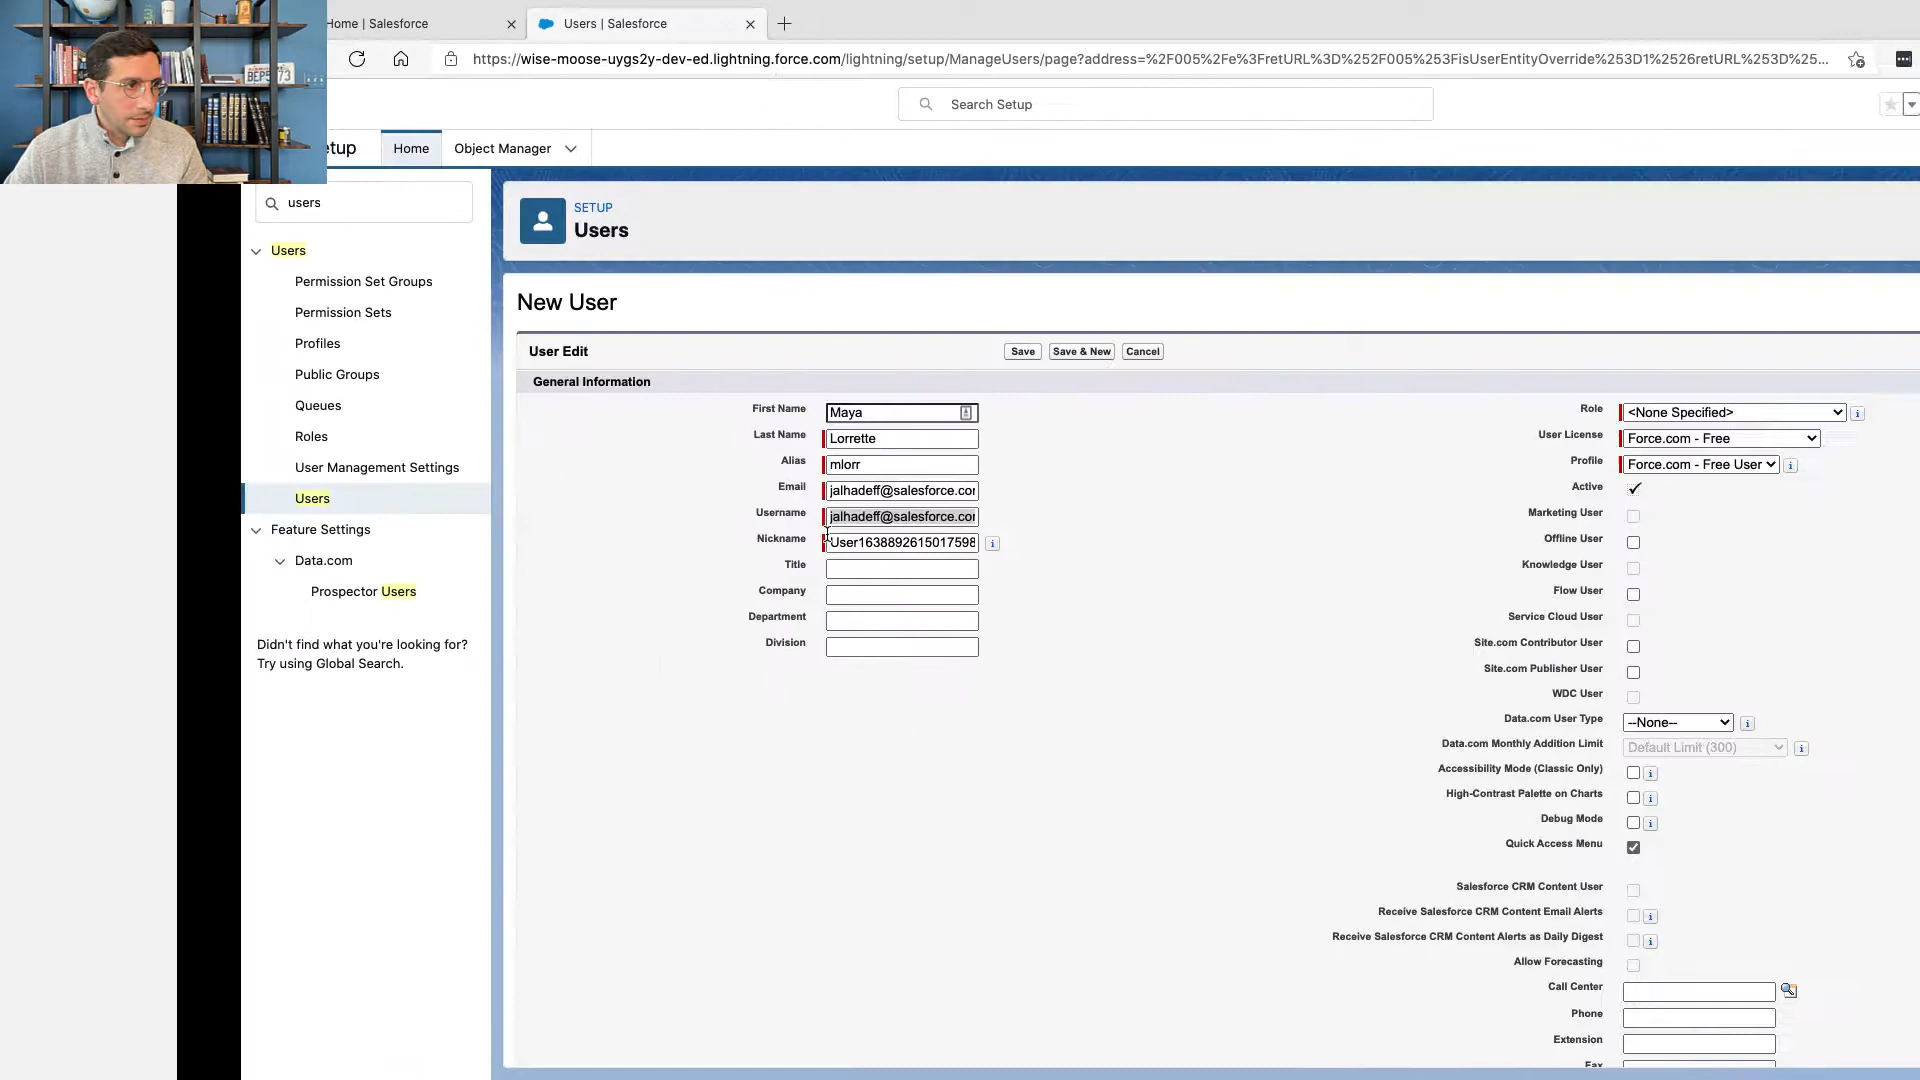 Home | Salesforce
Users | Salesforce
https://wise-moose-uygs2y-dev-ed.lightning.force.com/lightning/setup/ManageUsers/page?address=%2F005%2Fe%3FretURL%3D%252F005%253FisUserEntityOverride%253D1%2526retURL%253D%25...
Search Setup
etup
Home
Object Manager
users
Users
Permission Set Groups
Permission Sets
Profiles
Public Groups
Queues
Roles
User Management Settings
Users
Feature Settings
Data.com
Prospector Users
Didn't find what you're looking for?
Try using Global Search.
SETUP
Users
New User
User Edit
Save
Save & New
Cancel
General Information
First Name Maya
Last Name Lorrette
Alias mlorr
Email jalhadeff@salesforce.cor
Username jalhadeff@salesforce.cor
Nickname User1638892615017598
Title
Company
Department
Division
Role <None Specified>
User License Force.com - Free
Profile Force.com - Free User
Active
Marketing User
Offline User
Knowledge User
Flow User
Service Cloud User
Site.com Contributor User
Site.com Publisher User
WDC User
Data.com User Type --None--
Data.com Monthly Addition Limit Default Limit (300)
Accessibility Mode (Classic Only)
High-Contrast Palette on Charts
Debug Mode
Quick Access Menu
Salesforce CRM Content User
Receive Salesforce CRM Content Email Alerts
Receive Salesforce CRM Content Alerts as Daily Digest
Allow Forecasting
Call Center
Phone
Extension
Fax